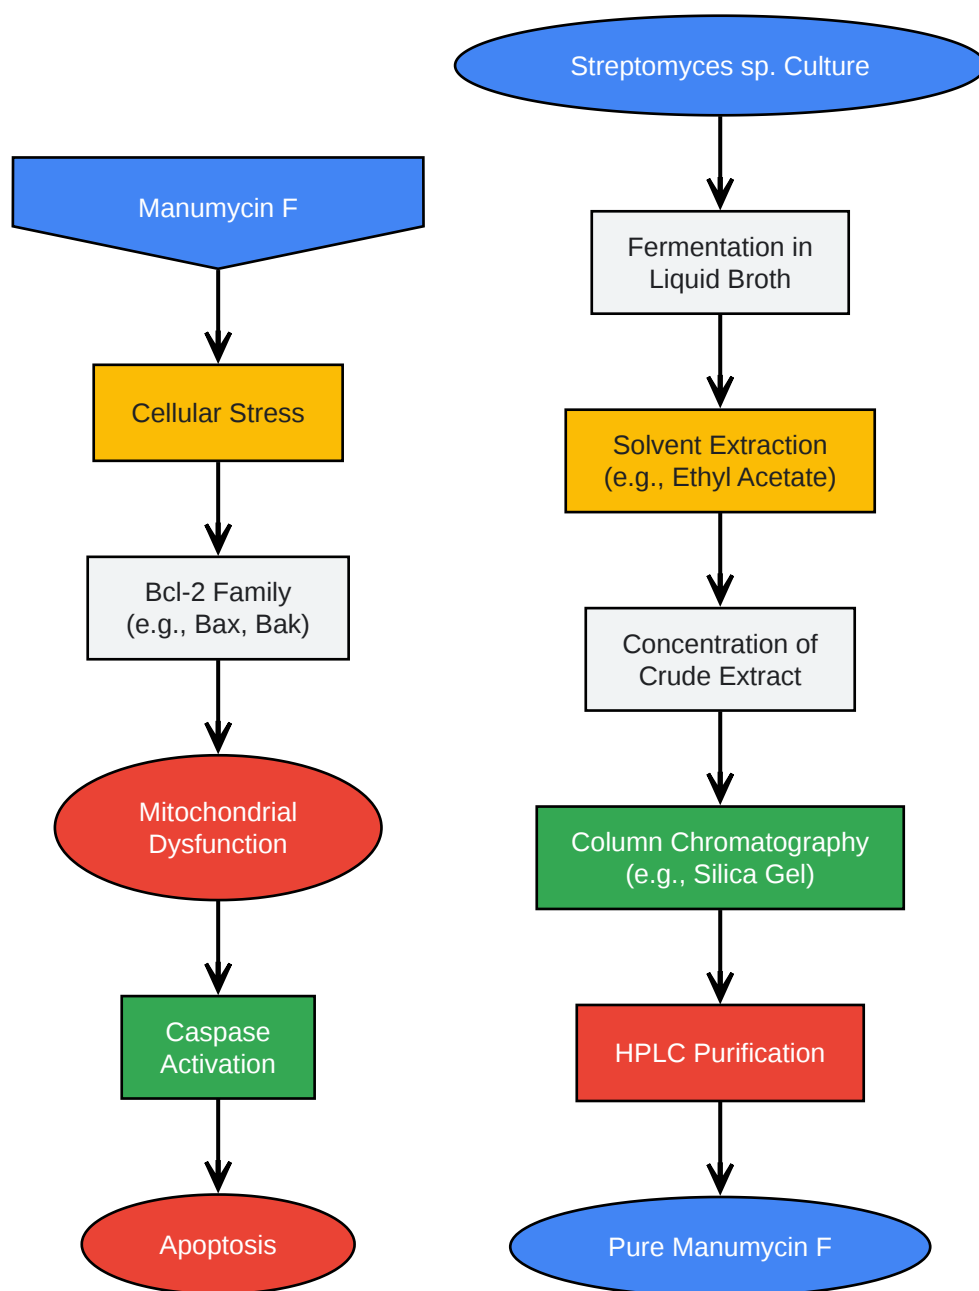 Manumycin F
Cellular Stress
Bcl-2 Family
(e.g., Bax, Bak)
Mitochondrial
Dysfunction
Caspase
Activation
Apoptosis
Streptomyces sp. Culture
Fermentation in
Liquid Broth
Solvent Extraction
(e.g., Ethyl Acetate)
Concentration of
Crude Extract
Column Chromatography
(e.g., Silica Gel)
HPLC Purification
Pure Manumycin F